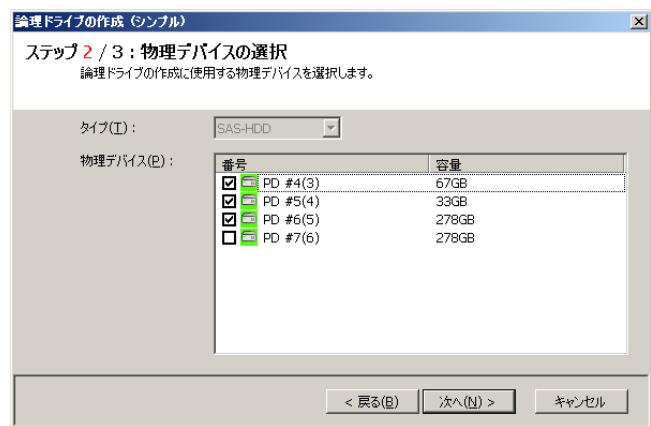 論理ドライブの作成（シンプル）
ステップ 2 / 3：物理デバイスの選択
論理ドライブの作成に使用する物理デバイスを選択します。
タイプ(T)： SAS-HDD
物理デバイス(P)： 番号 容量
PD #4(3) 67GB
PD #5(4) 33GB
PD #6(5) 278GB
PD #7(6) 278GB
< 戻る(B) 次へ(N) > キャンセル